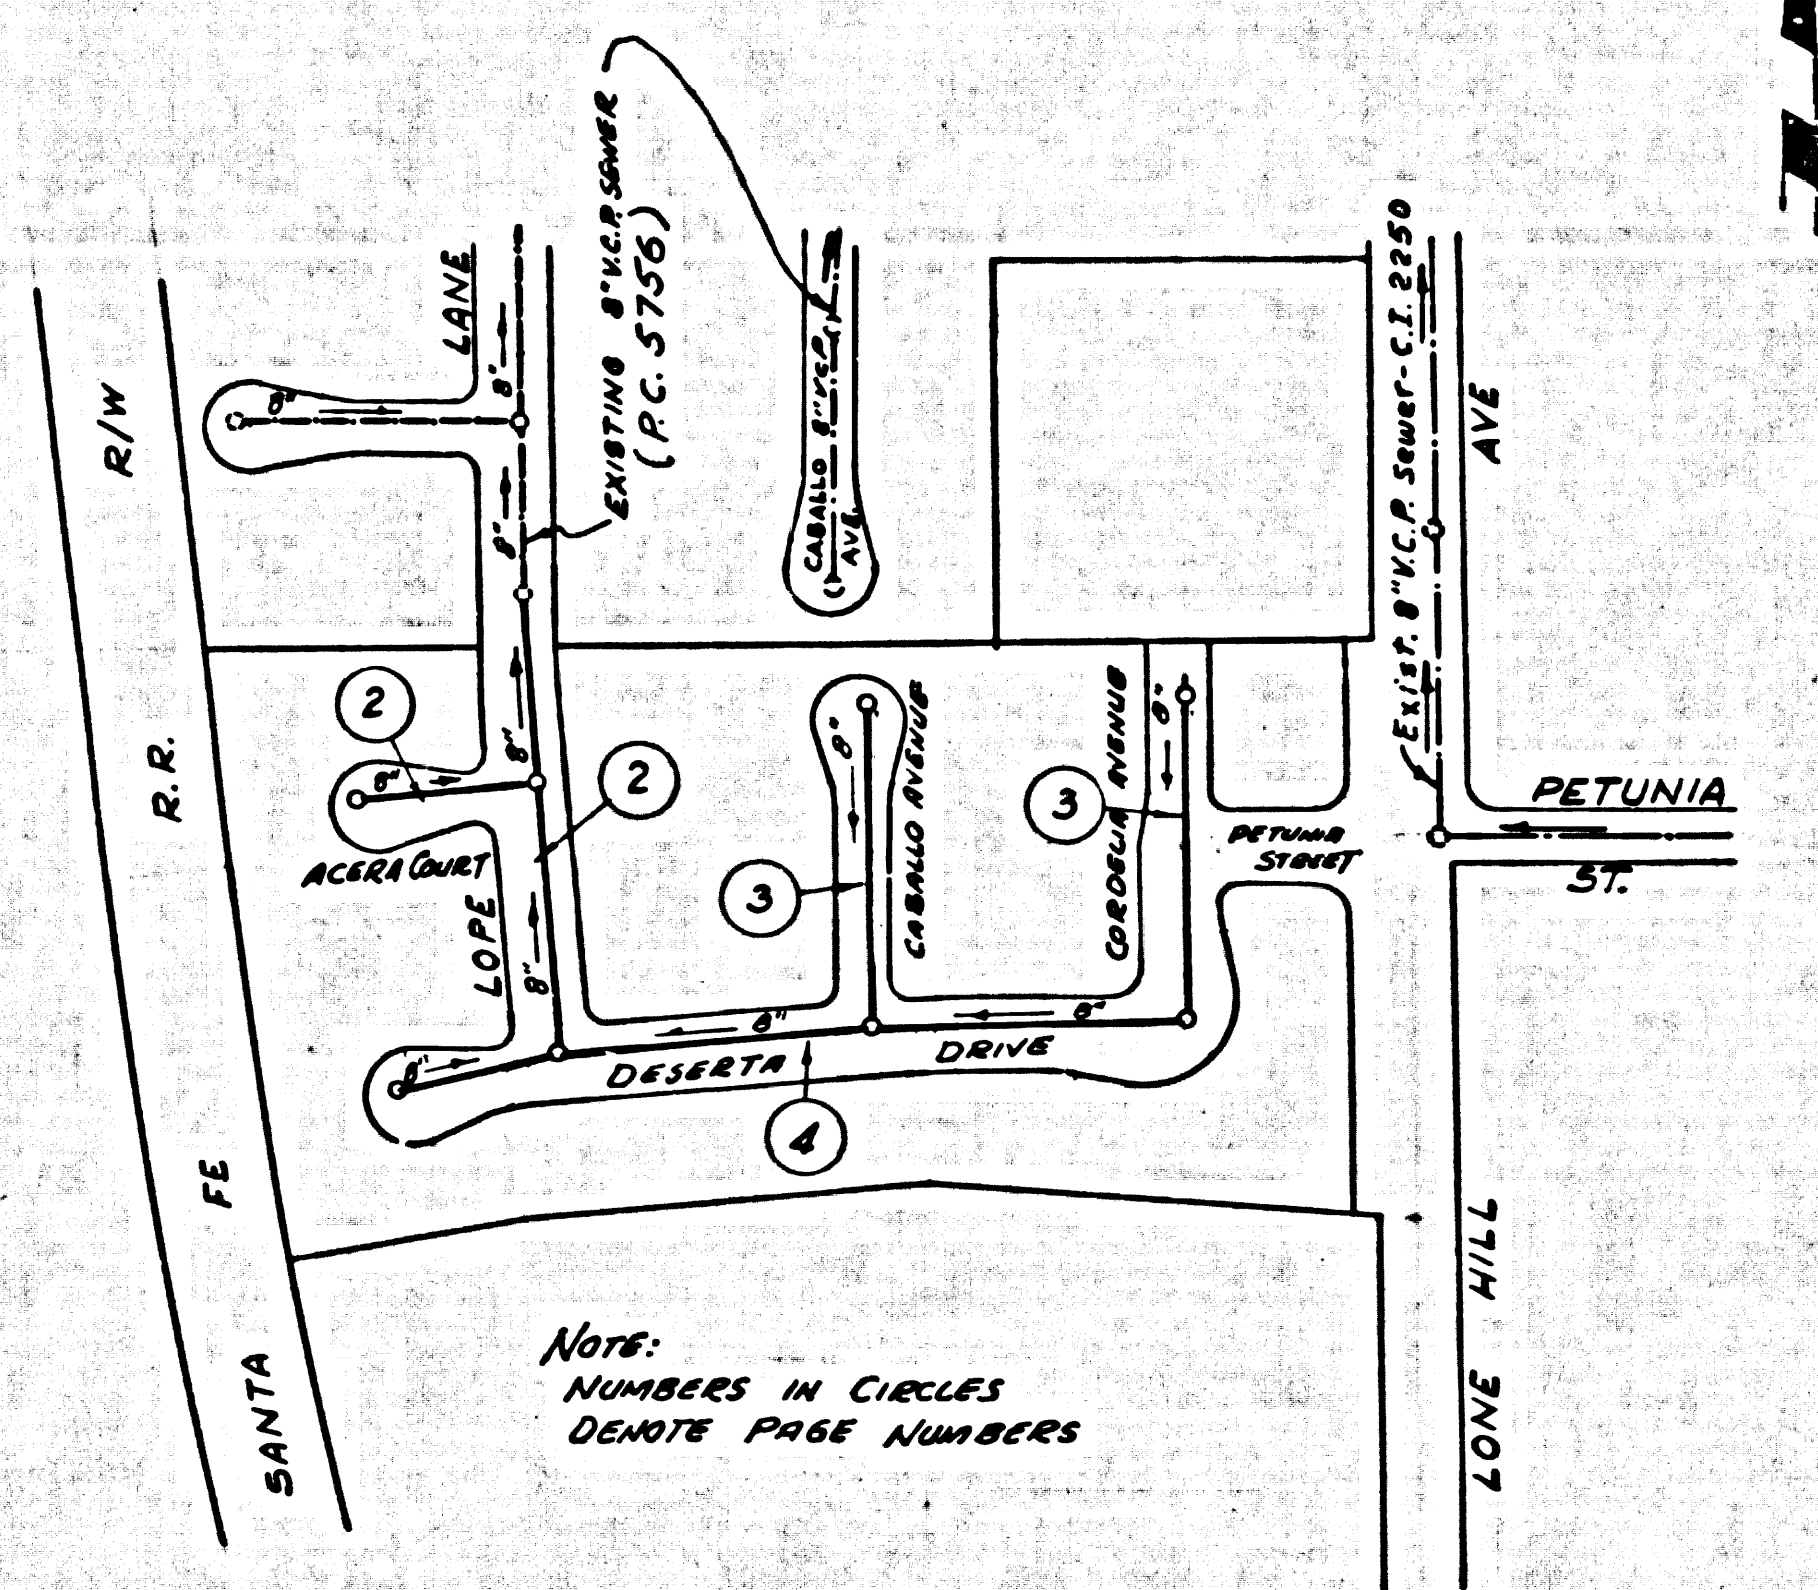 EXISTING 8" V.C.P. SEWER
(P.C. 5756)
LANE
8"
8"
8"
R/W
CABALLO 8" V.C.P.
AVE.
Exist. 8" V.C.P. Sewer - C.I. 2250
AVE
2
8"
8"
2
8"
CABALLO AVENUE
CORDELIA AVENUE
8"
3
R.R.
PETUNIA
ST.
PETUNIA
STREET
ACERA COURT
3
LOPE
8"
8"
8"
8"
DESERTA DRIVE
4
FE
SANTA
LONE HILL
NOTE:
NUMBERS IN CIRCLES
DENOTE PAGE NUMBERS